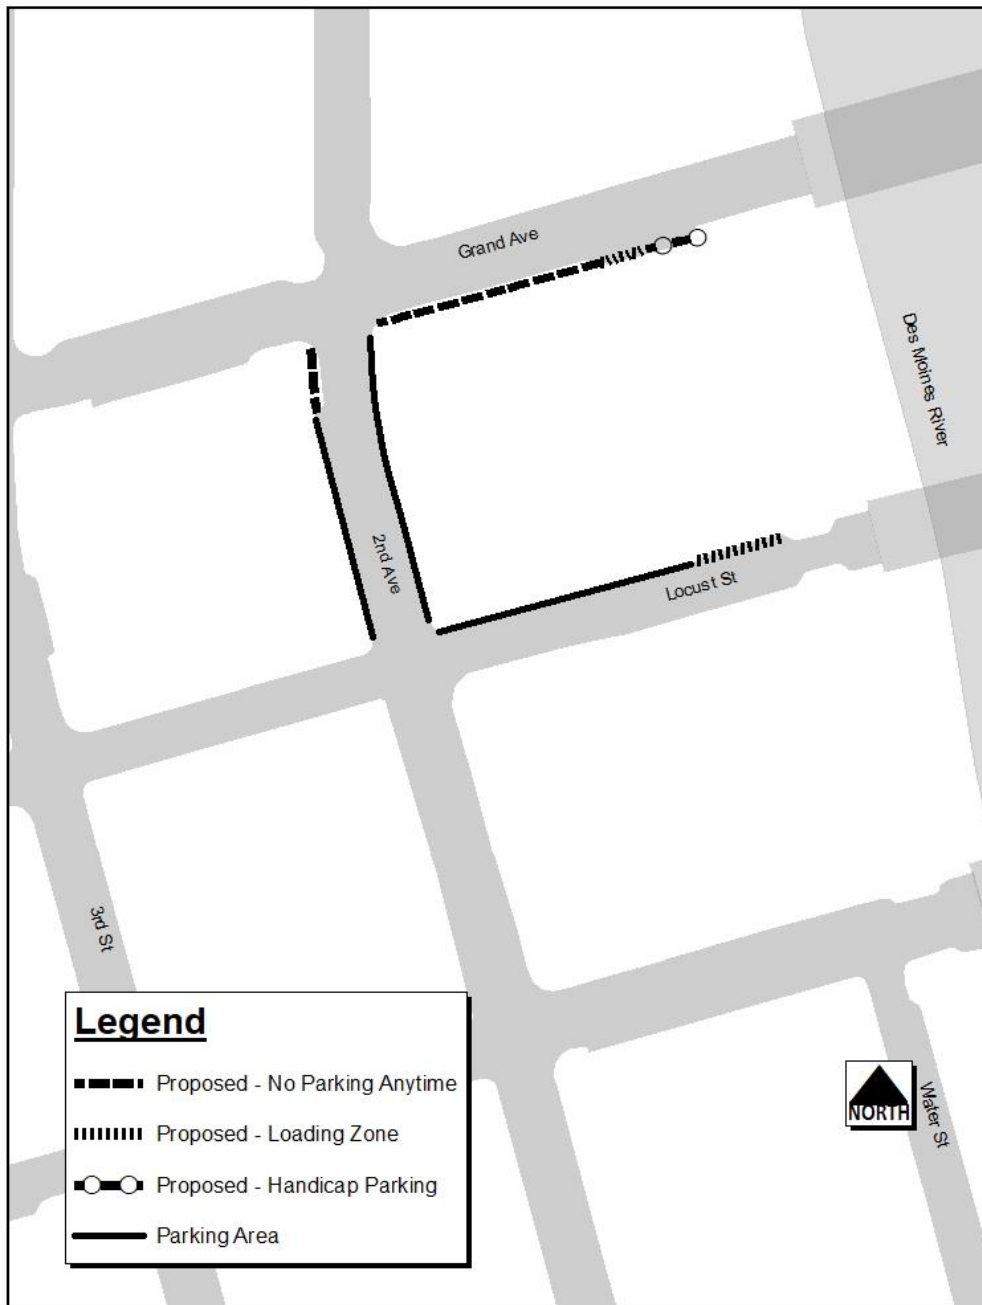 Grand Ave
Des Moines River
2nd Ave
Locust St
3rd St
Legend
Proposed - No Parking Anytime
Proposed - Loading Zone
Proposed - Handicap Parking
Parking Area
NORTH
Water St